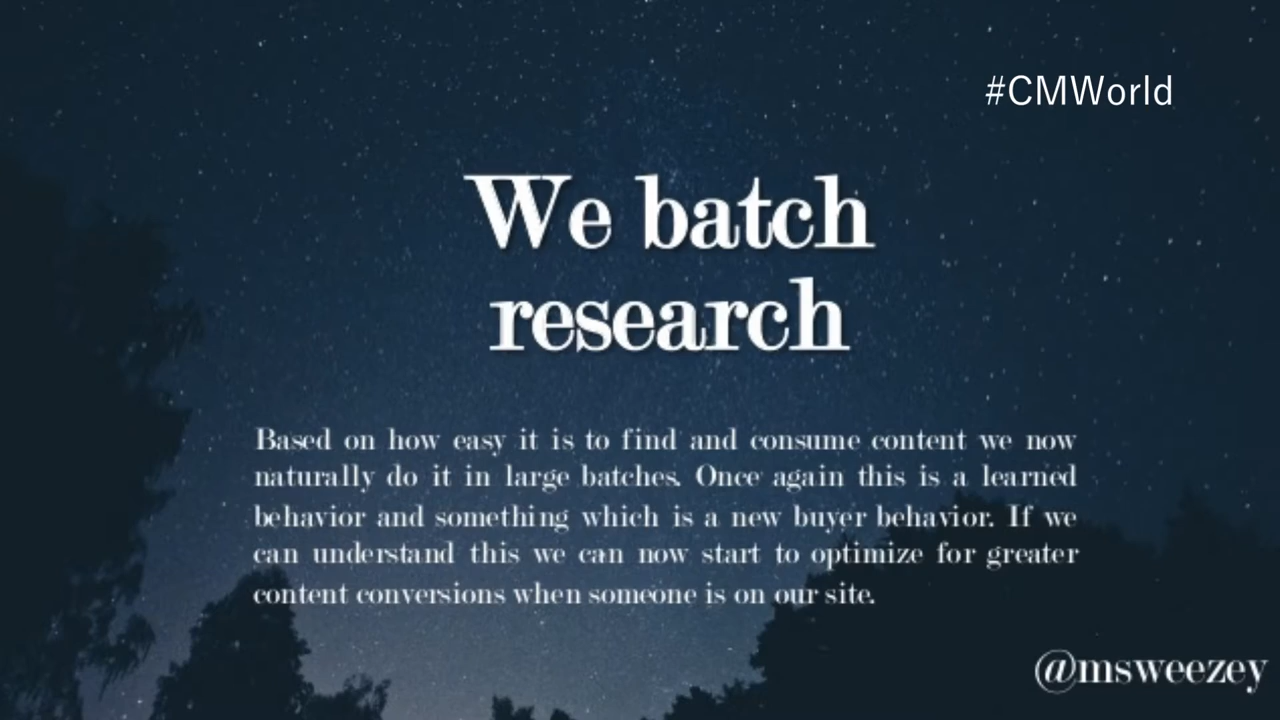 #CMWorld
We batch
research
Based on how easy it is to find and consume content we now
naturally do it in large batches. Once again this is a learned
behavior and something which is a new buyer behavior. If we
can understand this we can now start to optimize for greater
content conversions when someone is on our site.
@msweezey